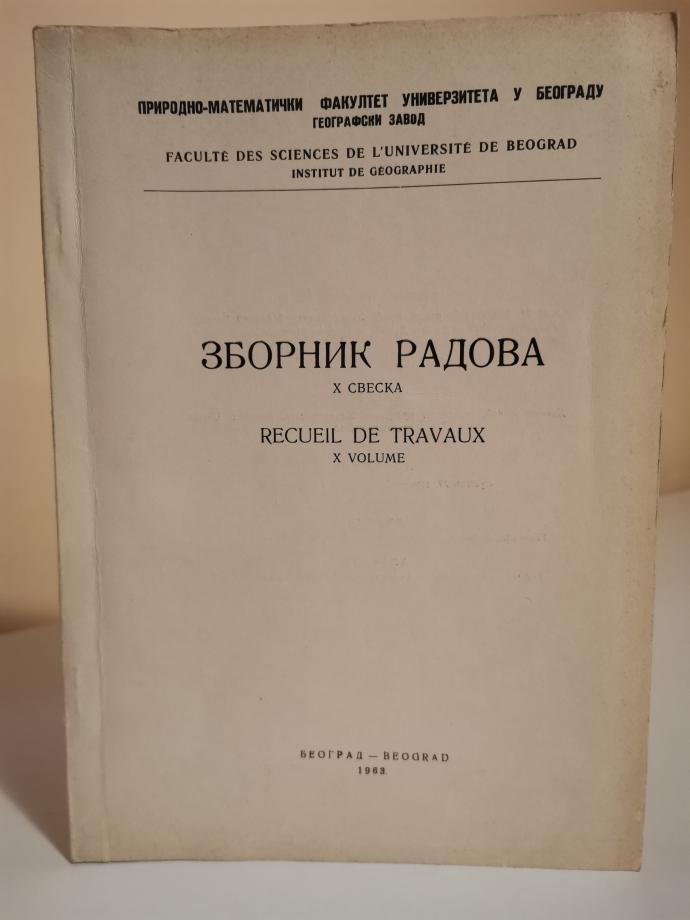 ПРИРОДНО-МАТЕМАТИЧКИ ФАКУЛТЕТ УНИВЕРЗИТЕТА У БЕОГРАДУ
ГЕОГРАФСКИ ЗАВОД
FACULTÉ DES SCIENCES DE L'UNIVERSITÉ DE BEOGRAD
INSTITUT DE GÉOGRAPHIE
ЗБОРНИК РАДОВА
X СВЕСКА
RECUEIL DE TRAVAUX
X VOLUME
БЕОГРАД — BEOGRAD
1963.